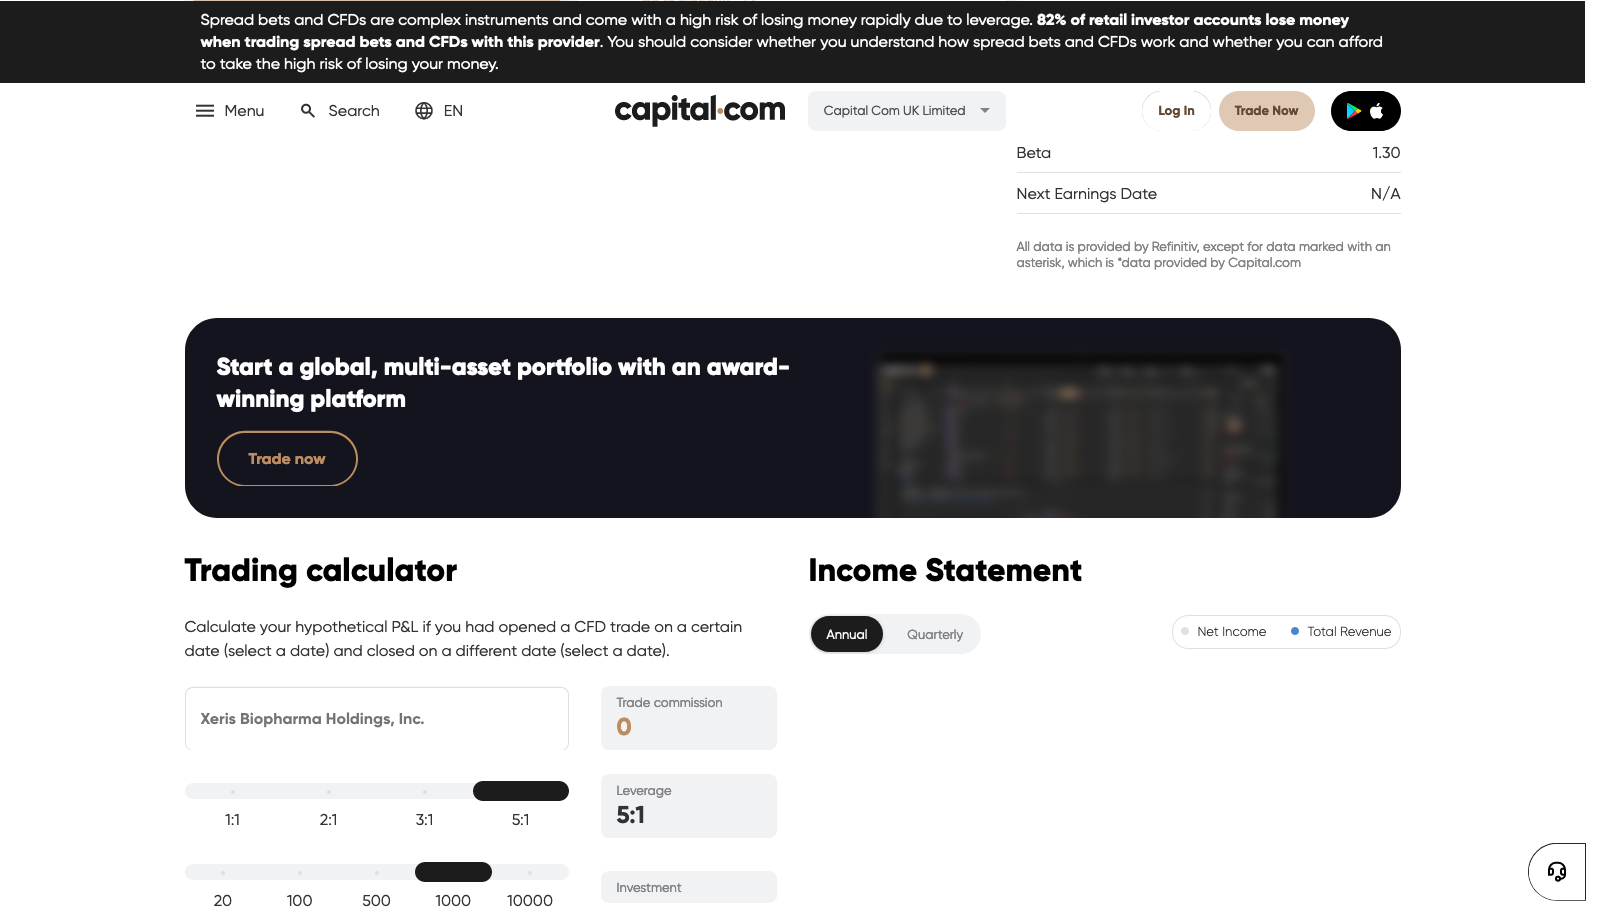 Spread bets and CFDs are complex instruments and come with a high risk of losing money rapidly due to leverage. 82% of retail investor accounts lose money
when trading spread bets and CFDs with this provider. You should consider whether you understand how spread bets and CFDs work and whether you can afford
to take the high risk of losing your money.
Menu
Search
EN
capital.com
Capital Com UK Limited
Log In
Trade Now
Beta 1.30
Next Earnings Date N/A
All data is provided by Refinitiv, except for data marked with an
asterisk, which is *data provided by Capital.com
Start a global, multi-asset portfolio with an award-
winning platform
Trade now
Trading calculator
Calculate your hypothetical P&L if you had opened a CFD trade on a certain
date (select a date) and closed on a different date (select a date).
Xeris Biopharma Holdings, Inc.
Trade commission
0
1:1 2:1 3:1 5:1
Leverage
5:1
20 100 500 1000 10000
Investment
Income Statement
Annual Quarterly
Net Income Total Revenue